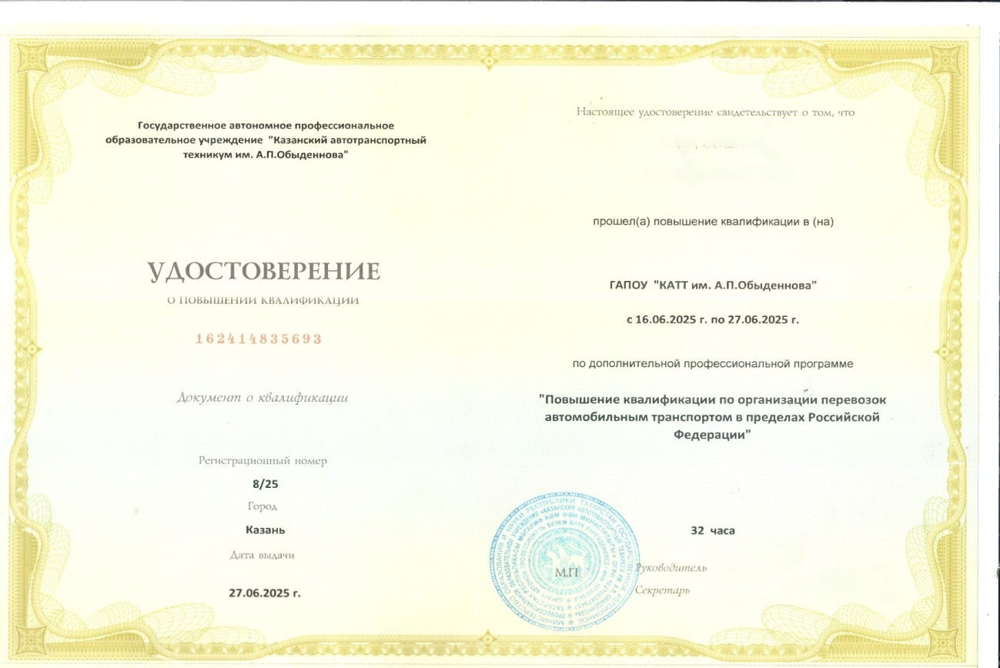 Государственное автономное профессиональное
образовательное учреждение "Казанский автотранспортный
техникум им. А.П.Обыденнова"
УДОСТОВЕРЕНИЕ
О ПОВЫШЕНИИ КВАЛИФИКАЦИИ
162414835693
Документ о квалификации
Регистрационный номер
8/25
Город
Казань
Дата выдачи
27.06.2025 г.
Настоящее удостоверение свидетельствует о том, что
прошел(а) повышение квалификации в (на)
ГАПОУ "КАТТ им. А.П.Обыденнова"
с 16.06.2025 г. по 27.06.2025 г.
по дополнительной профессиональной программе
"Повышение квалификации по организации перевозок
автомобильным транспортом в пределах Российской
Федерации"
32 часа
М.П.
Руководитель
Секретарь